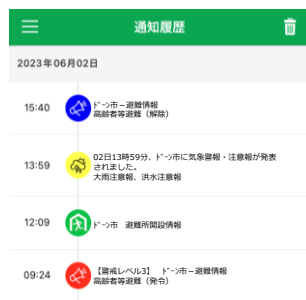 通知履歴
2023年06月02日
15:40
ﾄﾞｰﾝ市－避難情報
高齢者等避難（解除）
13:59
02日13時59分、ﾄﾞｰﾝ市に気象警報・注意報が発表
されました。
大雨注意報、洪水注意報
12:09
ﾄﾞｰﾝ市　避難所開設情報
09:24
【警戒レベル3】　ﾄﾞｰﾝ市－避難情報
高齢者等避難（発令）